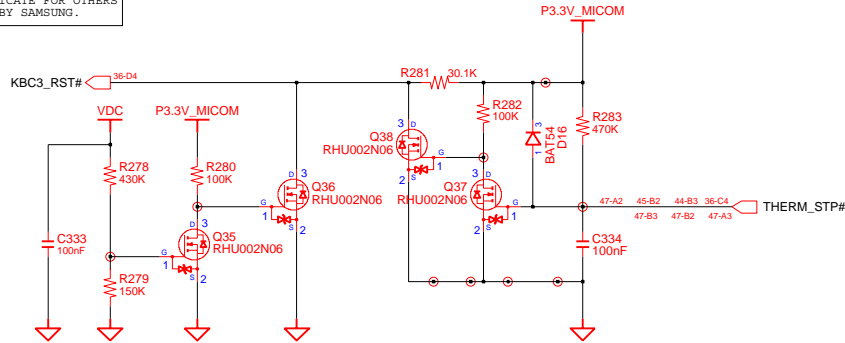 ICATE FOR OTHERS
BY SAMSUNG.
P3.3V_MICOM
KBC3_RST#
36-D4
R281
30.1K
VDC
P3.3V_MICOM
R282
100K
3
1
BAT54
D16
R283
470K
3
D
Q38
RHU002N06
G
1
2
S
R278
430K
R280
100K
D
3
Q36
RHU002N06
G
1
S
2
D
3
Q37
RHU002N06
G
1
S
2
47-A2
45-B2
44-B3
36-C4
47-B3
47-B2
47-A3
THERM_STP#
C333
100nF
D
3
Q35
RHU002N06
G
1
S
2
C334
100nF
R279
150K